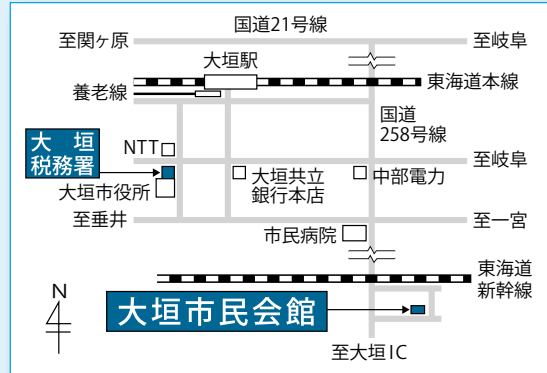 国道21号線
至関ヶ原
至岐阜
大垣駅
東海道本線
養老線
国道
258号線
大垣
税務署
NTT
至岐阜
大垣共立
銀行本店
中部電力
大垣市役所
至垂井
至一宮
市民病院
東海道
新幹線
N
大垣市民会館
至大垣IC